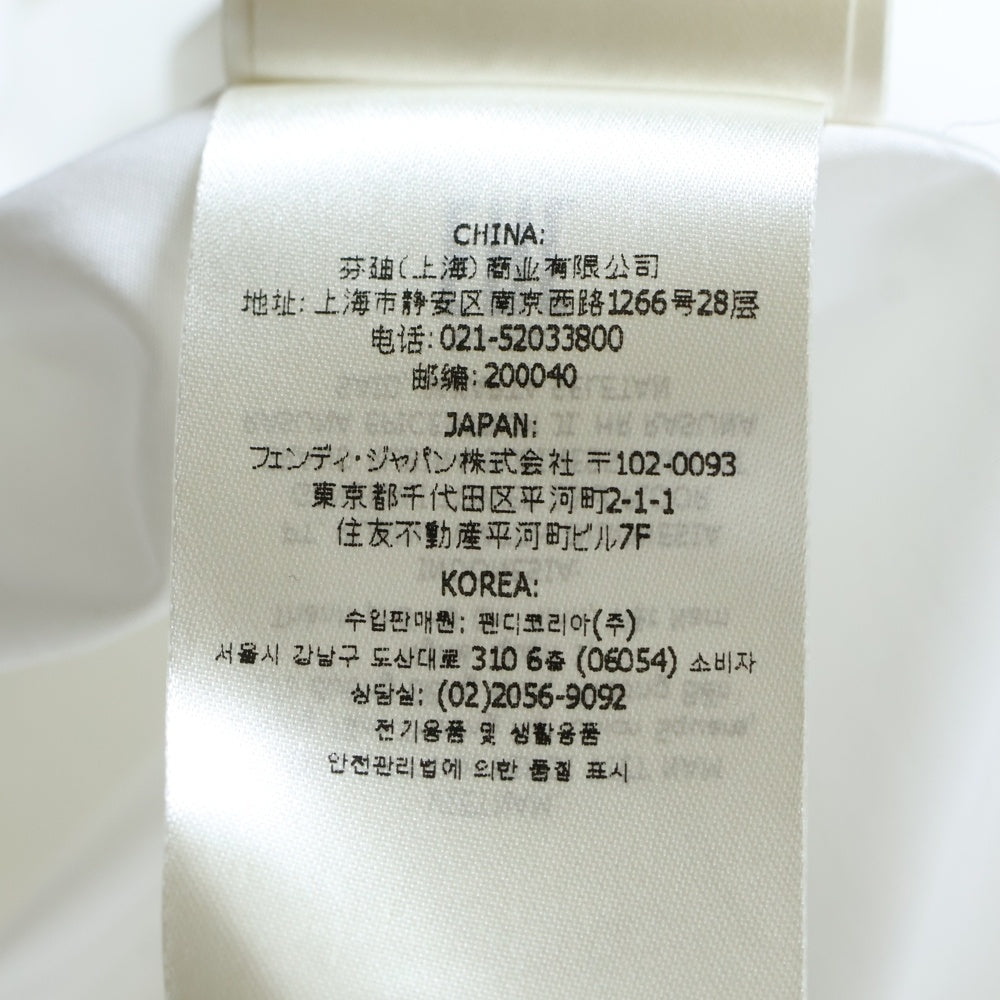 CHINA:
芬廸(上海)商业有限公司
地址: 上海市静安区南京西路1266号28层
电话: 021-52033800
邮编: 200040
JAPAN:
フェンディ・ジャパン株式会社 〒102-0093
東京都千代田区平河町2-1-1
住友不動産平河町ビル7F
KOREA:
수입판매원: 펜디코리아(주)
서울시 강남구 도산대로 310 6층 (06054) 소비자
상담실: (02)2056-9092
전기용품 및 생활용품
안전관리법에 의한 품질 표시